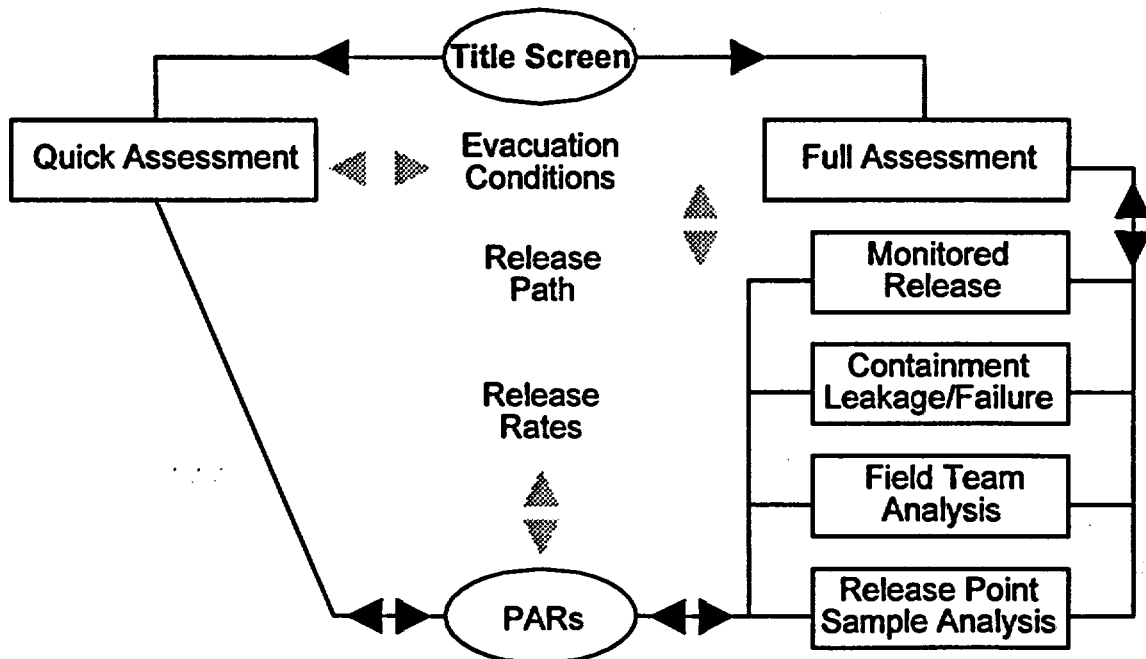 Title Screen
Quick Assessment
Evacuation
Conditions
Full Assessment
Release
Path
Monitored
Release
Containment
Leakage/Failure
Release
Rates
Field Team
Analysis
PARs
Release Point
Sample Analysis